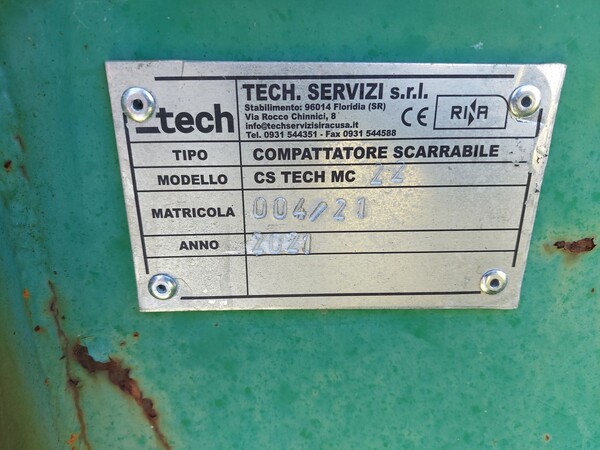 tech
TECH. SERVIZI s.r.l.
Stabilimento: 96014 Floridia (SR)
Via Rocco Chinnici, 8
info@techservizisiracusa.it
Tel. 0931 544351 - Fax 0931 544588
CE
RINA
TIPO COMPATTATORE SCARRABILE
MODELLO CS TECH MC 22
MATRICOLA 004/21
ANNO 2021